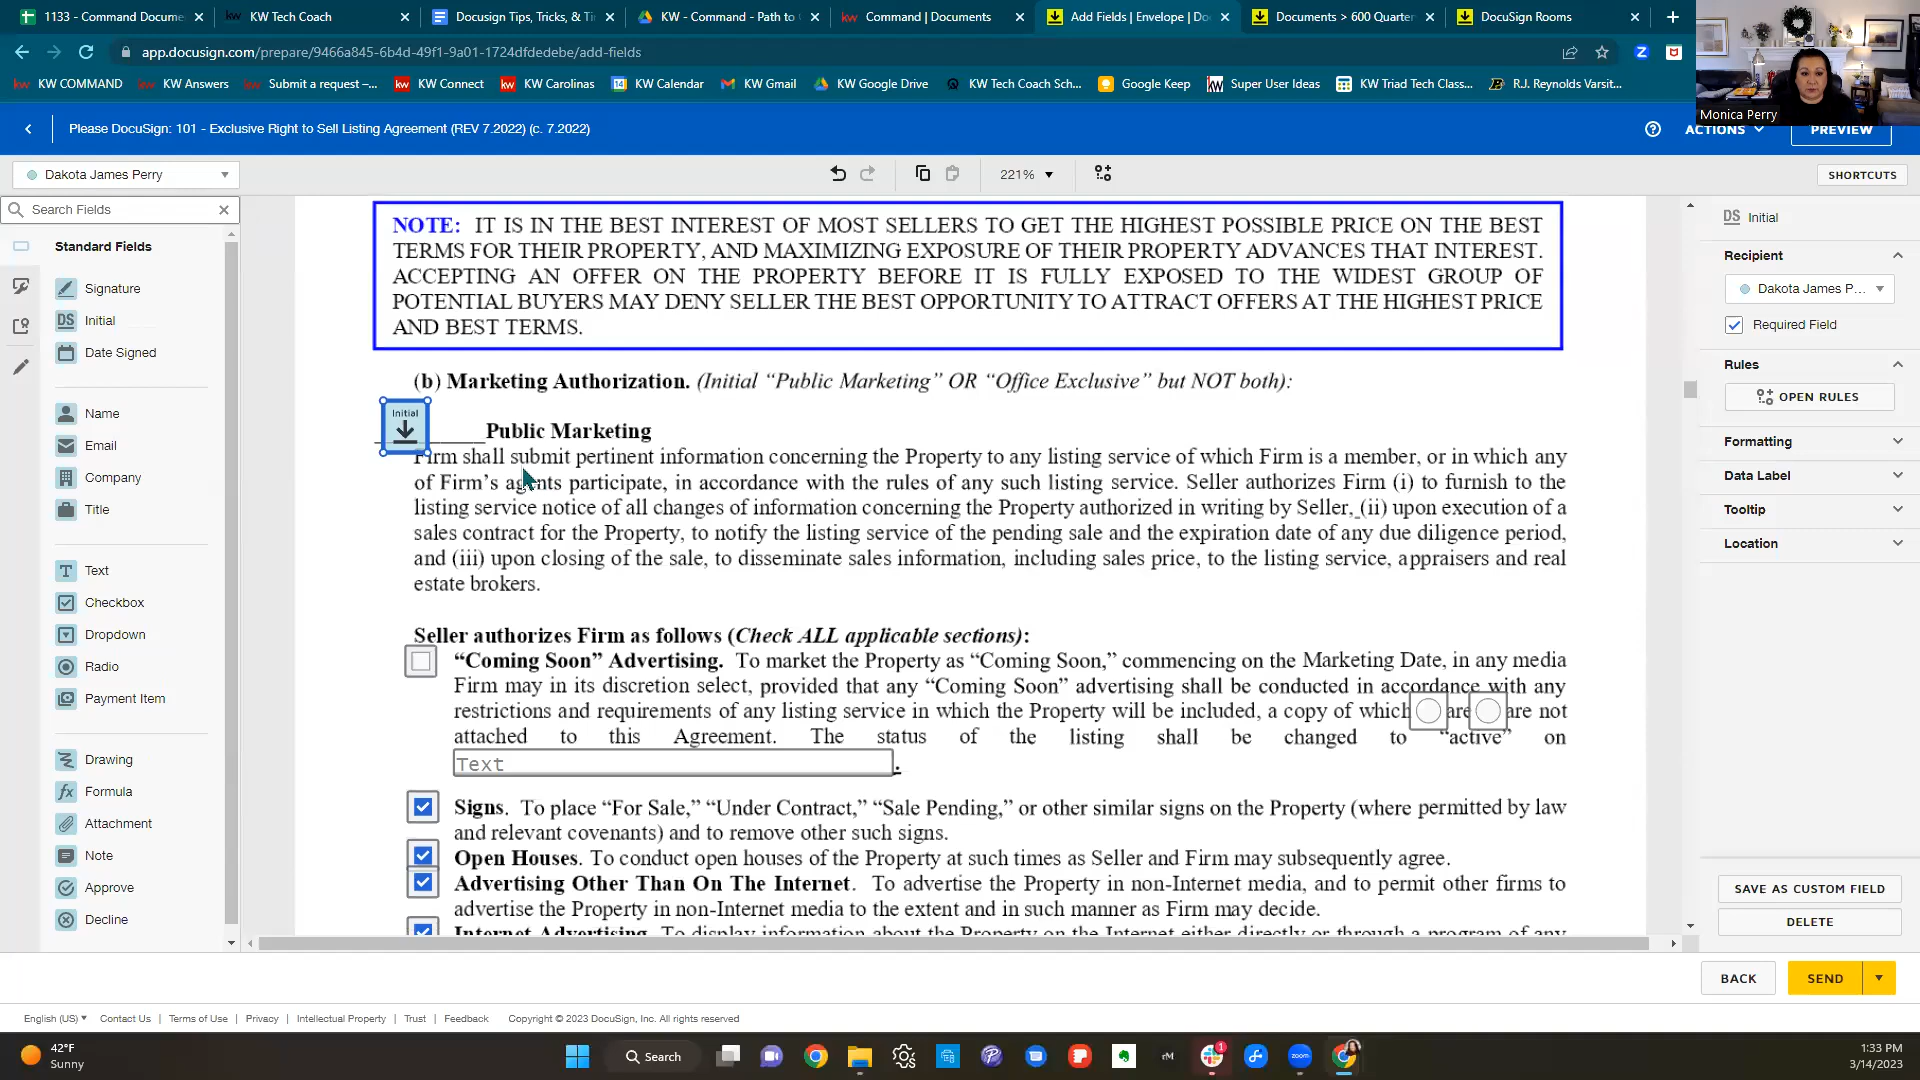 1133 - Command Docume
KW Tech Coach
Docusign Tips, Tricks, & Ti
KW - Command - Path to
Command | Documents
Add Fields | Envelope | Do
Documents > 600 Quarter
DocuSign Rooms
app.docusign.com/prepare/9466a845-6b4d-49f1-9a01-1724dfdedebe/add-fields
KW COMMAND
KW Answers
Submit a request –...
KW Connect
KW Carolinas
KW Calendar
KW Gmail
KW Google Drive
KW Tech Coach Sch...
Google Keep
Super User Ideas
KW Triad Tech Class...
R.J. Reynolds Varsit...
Monica Perry
Please DocuSign: 101 - Exclusive Right to Sell Listing Agreement (REV 7.2022) (c. 7.2022)
ACTIONS
PREVIEW
Dakota James Perry
221%
SHORTCUTS
Search Fields
Standard Fields
Signature
DS Initial
Date Signed
Name
Email
Company
Title
Text
Checkbox
Dropdown
Radio
Payment Item
Drawing
fx Formula
Attachment
Note
Approve
Decline
NOTE: IT IS IN THE BEST INTEREST OF MOST SELLERS TO GET THE HIGHEST POSSIBLE PRICE ON THE BEST
TERMS FOR THEIR PROPERTY, AND MAXIMIZING EXPOSURE OF THEIR PROPERTY ADVANCES THAT INTEREST.
ACCEPTING AN OFFER ON THE PROPERTY BEFORE IT IS FULLY EXPOSED TO THE WIDEST GROUP OF
POTENTIAL BUYERS MAY DENY SELLER THE BEST OPPORTUNITY TO ATTRACT OFFERS AT THE HIGHEST PRICE
AND BEST TERMS.
(b) Marketing Authorization. (Initial “Public Marketing” OR “Office Exclusive” but NOT both):
Initial
Public Marketing
Firm shall submit pertinent information concerning the Property to any listing service of which Firm is a member, or in which any
of Firm’s agents participate, in accordance with the rules of any such listing service. Seller authorizes Firm (i) to furnish to the
listing service notice of all changes of information concerning the Property authorized in writing by Seller, (ii) upon execution of a
sales contract for the Property, to notify the listing service of the pending sale and the expiration date of any due diligence period,
and (iii) upon closing of the sale, to disseminate sales information, including sales price, to the listing service, appraisers and real
estate brokers.
Seller authorizes Firm as follows (Check ALL applicable sections):
“Coming Soon” Advertising. To market the Property as “Coming Soon,” commencing on the Marketing Date, in any media
Firm may in its discretion select, provided that any “Coming Soon” advertising shall be conducted in accordance with any
restrictions and requirements of any listing service in which the Property will be included, a copy of which are are not
attached to this Agreement. The status of the listing shall be changed to “active” on
Text .
Signs. To place “For Sale,” “Under Contract,” “Sale Pending,” or other similar signs on the Property (where permitted by law
and relevant covenants) and to remove other such signs.
Open Houses. To conduct open houses of the Property at such times as Seller and Firm may subsequently agree.
Advertising Other Than On The Internet. To advertise the Property in non-Internet media, and to permit other firms to
advertise the Property in non-Internet media to the extent and in such manner as Firm may decide.
Internet Advertising. To display information about the Property on the Internet either directly or through a program of any
DS Initial
Recipient
Dakota James P...
Required Field
Rules
OPEN RULES
Formatting
Data Label
Tooltip
Location
SAVE AS CUSTOM FIELD
DELETE
BACK
SEND
English (US)
Contact Us
Terms of Use
Privacy
Intellectual Property
Trust
Feedback
Copyright © 2023 DocuSign, Inc. All rights reserved
42°F
Sunny
Search
rM
1
zoom
1:33 PM
3/14/2023